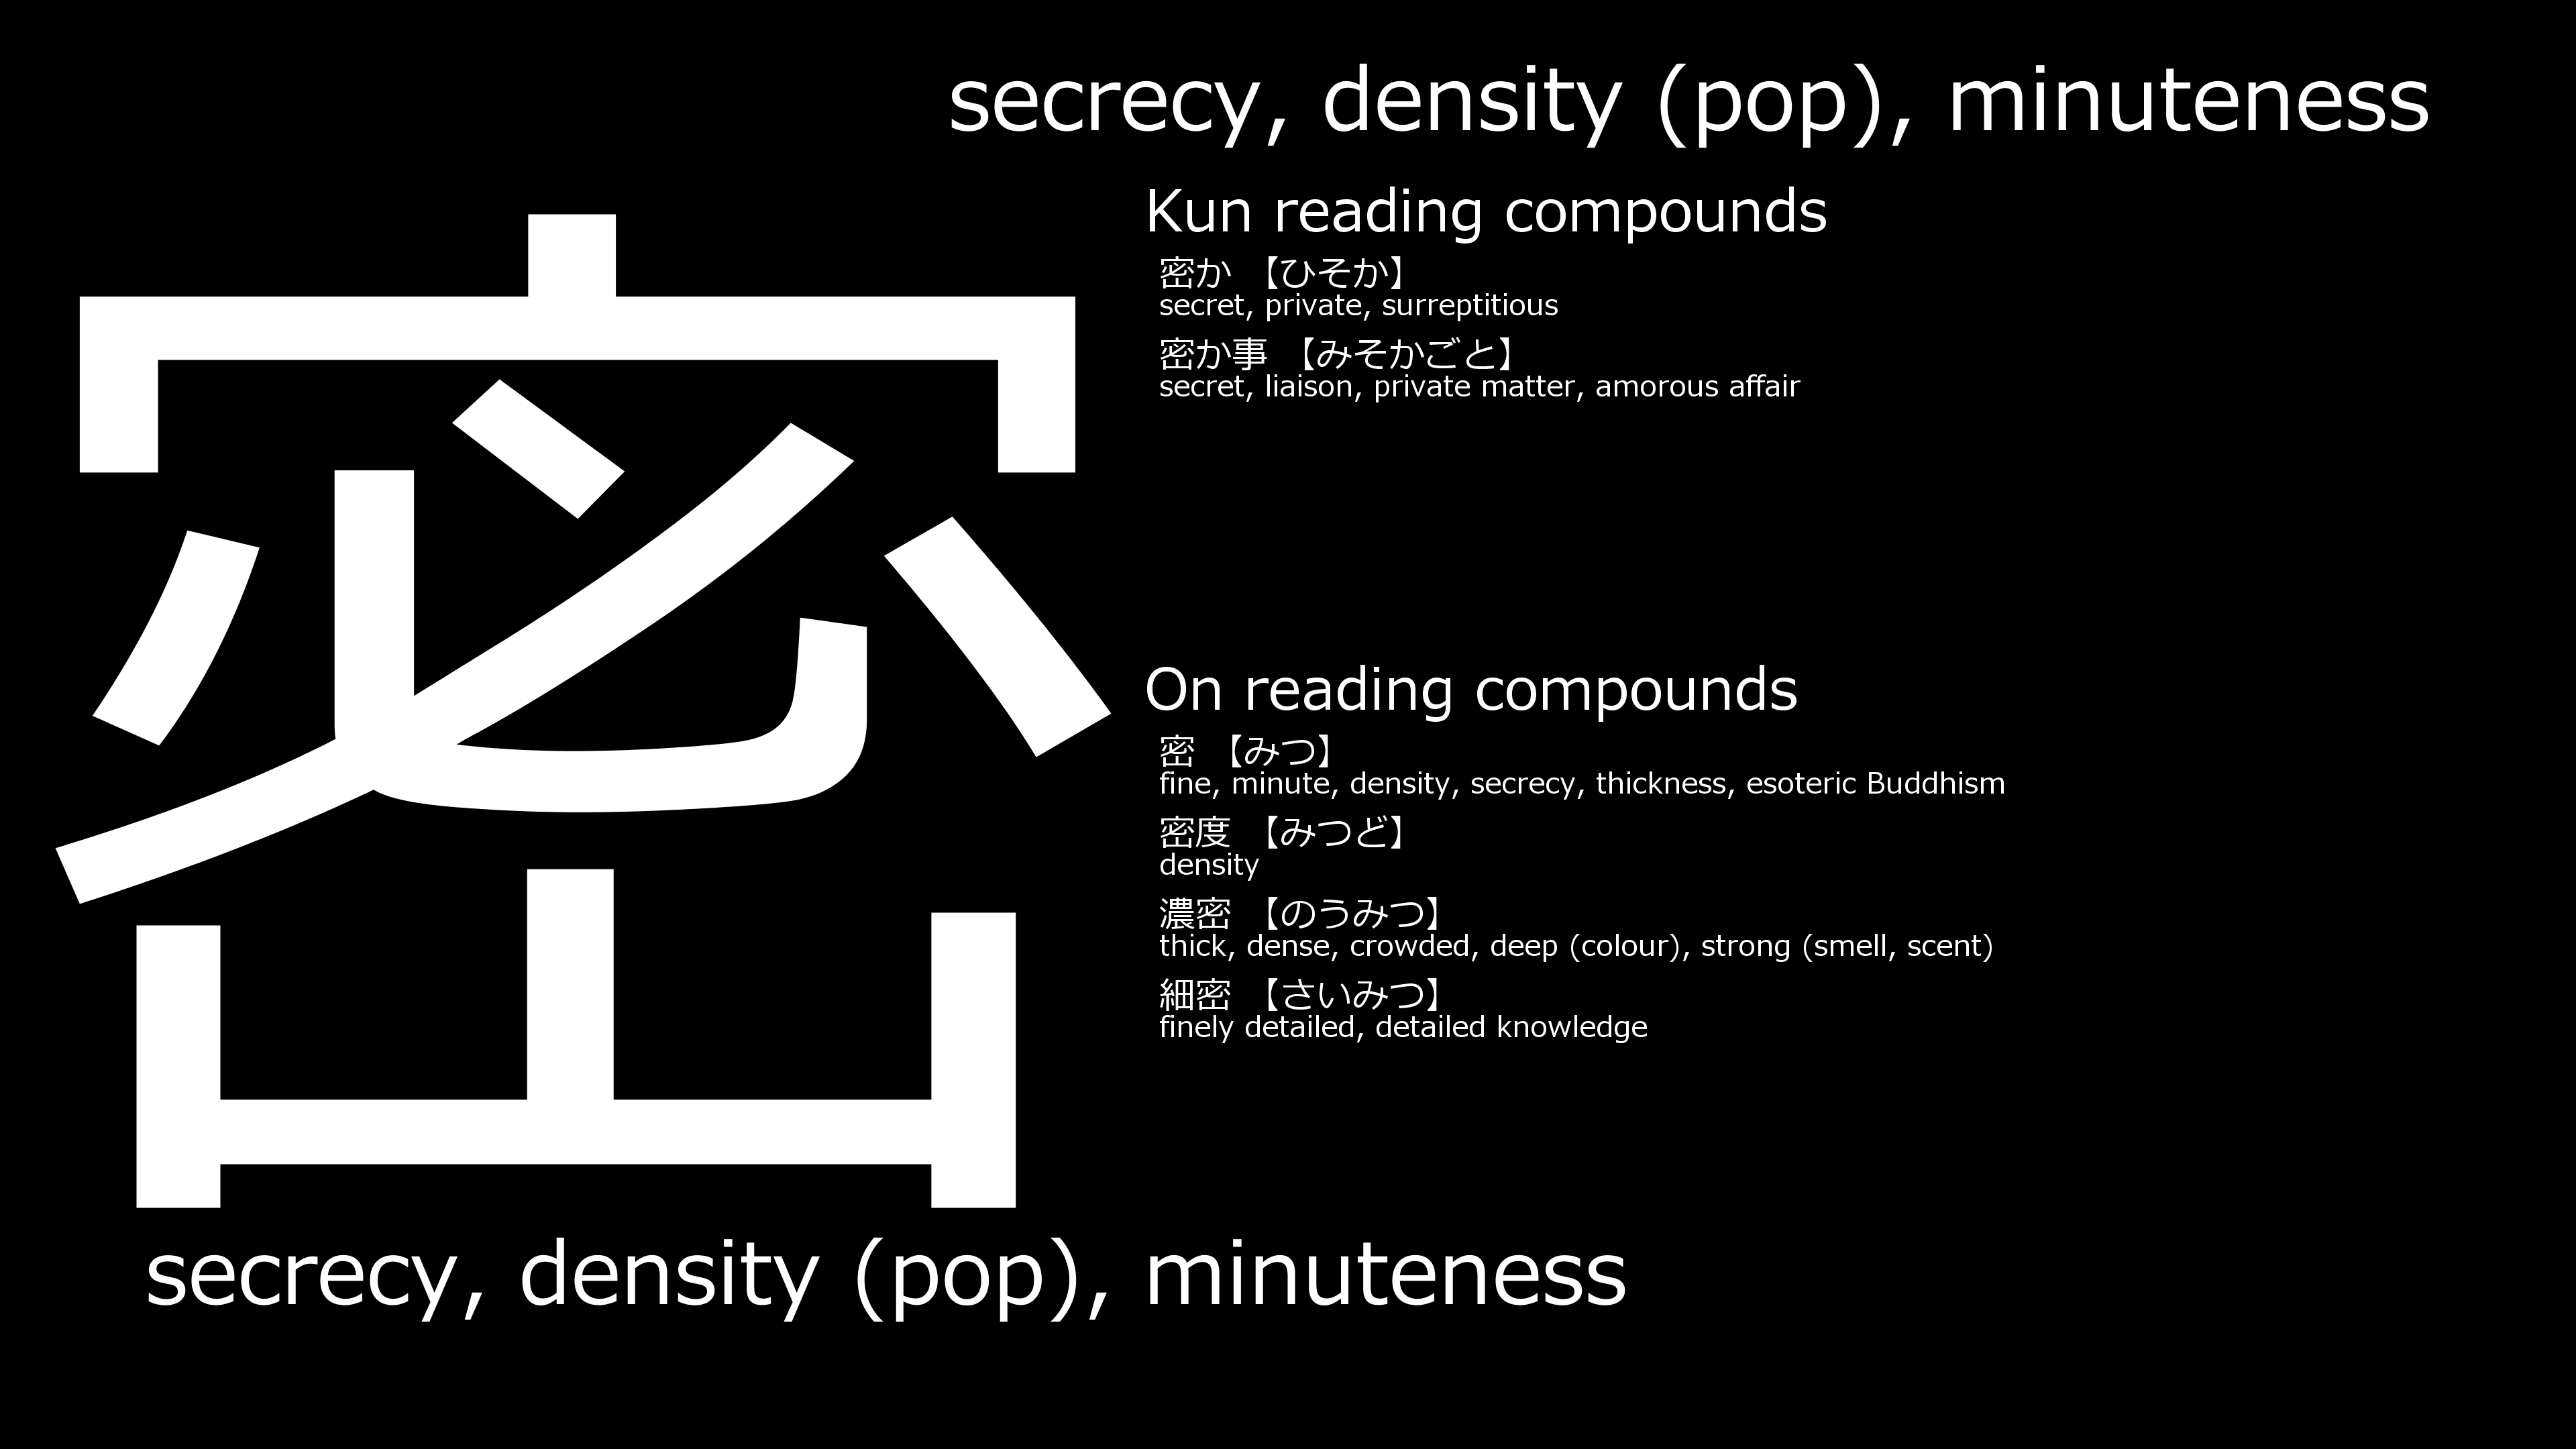 secrecy, density (pop), minuteness
密
Kun reading compounds
密か 【ひそか】
secret, private, surreptitious
密か事 【みそかごと】
secret, liaison, private matter, amorous affair
On reading compounds
密 【みつ】
fine, minute, density, secrecy, thickness, esoteric Buddhism
密度 【みつど】
density
濃密 【のうみつ】
thick, dense, crowded, deep (colour), strong (smell, scent)
細密 【さいみつ】
finely detailed, detailed knowledge
secrecy, density (pop), minuteness